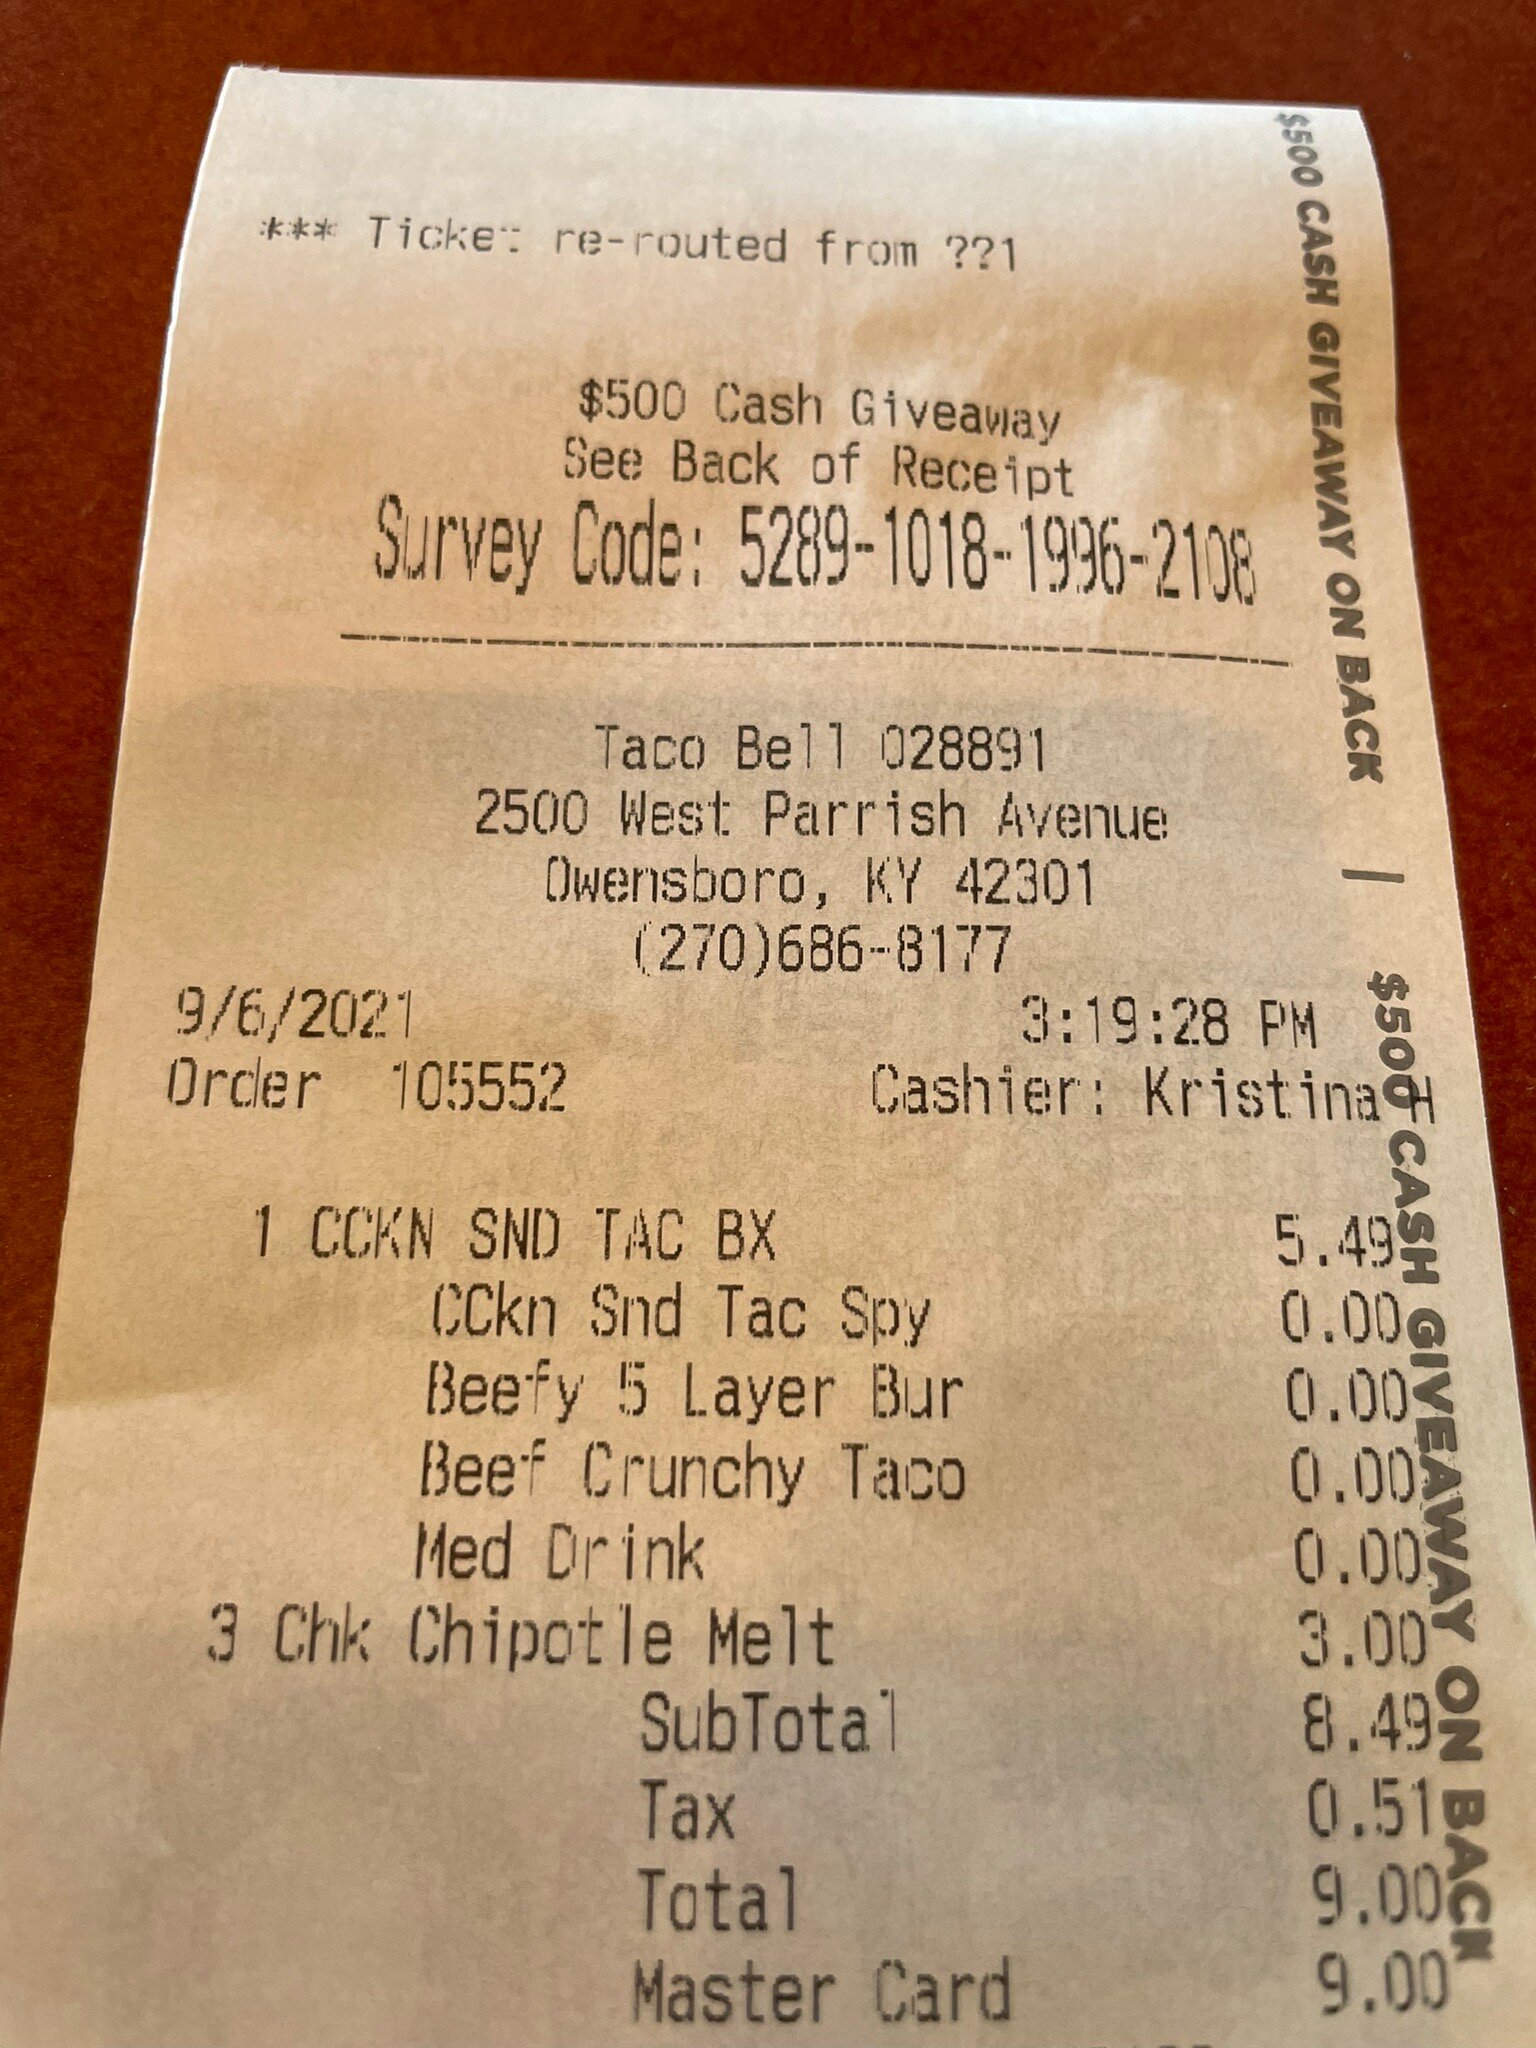 *** Ticket re-routed from ??1
$500 Cash Giveaway
See Back of Receipt
Survey Code: 5289-1018-1996-2108
Taco Bell 028891
2500 West Parrish Avenue
Owensboro, KY 42301
(270)686-8177
9/6/2021 3:19:28 PM
Order 105552 Cashier: Kristina H
1 CCKN SND TAC BX 5.49
CCkn Snd Tac Spy 0.00
Beefy 5 Layer Bur 0.00
Beef Crunchy Taco 0.00
Med Drink 0.00
3 Chk Chipotle Melt 3.00
SubTotal 8.49
Tax 0.51
Total 9.00
Master Card 9.00
$500 CASH GIVEAWAY ON BACK | $500 CASH GIVEAWAY ON BACK